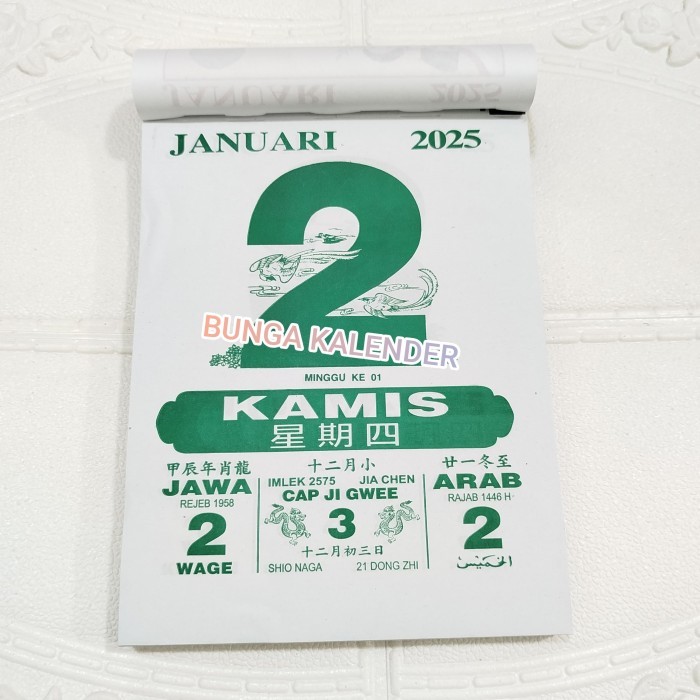 JANUARI 2025
JANUARI 2025
2
BUNGA KALENDER
MINGGU KE 01
KAMIS
星期四
甲辰年肖龍
JAWA
REJEB 1958
2
WAGE
十二月小
IMLEK 2575 JIA CHEN
CAP JI GWEE
3
十二月初三日
SHIO NAGA 21 DONG ZHI
廿一冬至
ARAB
RAJAB 1446 H
2
الخميس